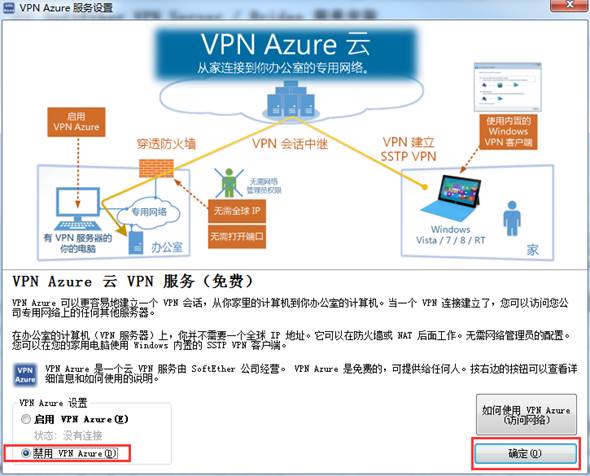 VPN Azure 服务设置
VPN Azure 云
从家连接到你办公室的专用网络。
启用
VPN Azure
穿透防火墙
VPN 会话中继
VPN 建立
SSTP VPN
使用内置的
Windows
VPN 客户端
无需网络
管理员权限
专用网络
无需全球 IP
无需打开端口
有 VPN 服务器的
你的电脑
办公室
Windows
Vista / 7 / 8 / RT
家
VPN Azure 云 VPN 服务（免费）
VPN Azure 可以更容易地建立一个 VPN 会话，从你家里的计算机到你办公室的计算机。当一个 VPN 连接建立了，您可以访问您公
司专用网络上的任何其他服务器。
在办公室的计算机（VPN 服务器）上，你并不需要一个全球 IP 地址。它可以在防火墙或 NAT 后面工作。无需网络管理员的配置。
您可以在您的家用电脑使用 Windows 内置的 SSTP VPN 客户端。
VPN
Azure
VPN Azure 是一个云 VPN 服务由 SoftEther 公司经营。 VPN Azure 是免费的，可提供给任何人。按右边的按钮可以查看详
细信息和如何使用的说明。
VPN Azure 设置
启用 VPN Azure(E)
状态: 没有连接
禁用 VPN Azure(D)
如何使用 VPN Azure
(访问网络)
确定(O)